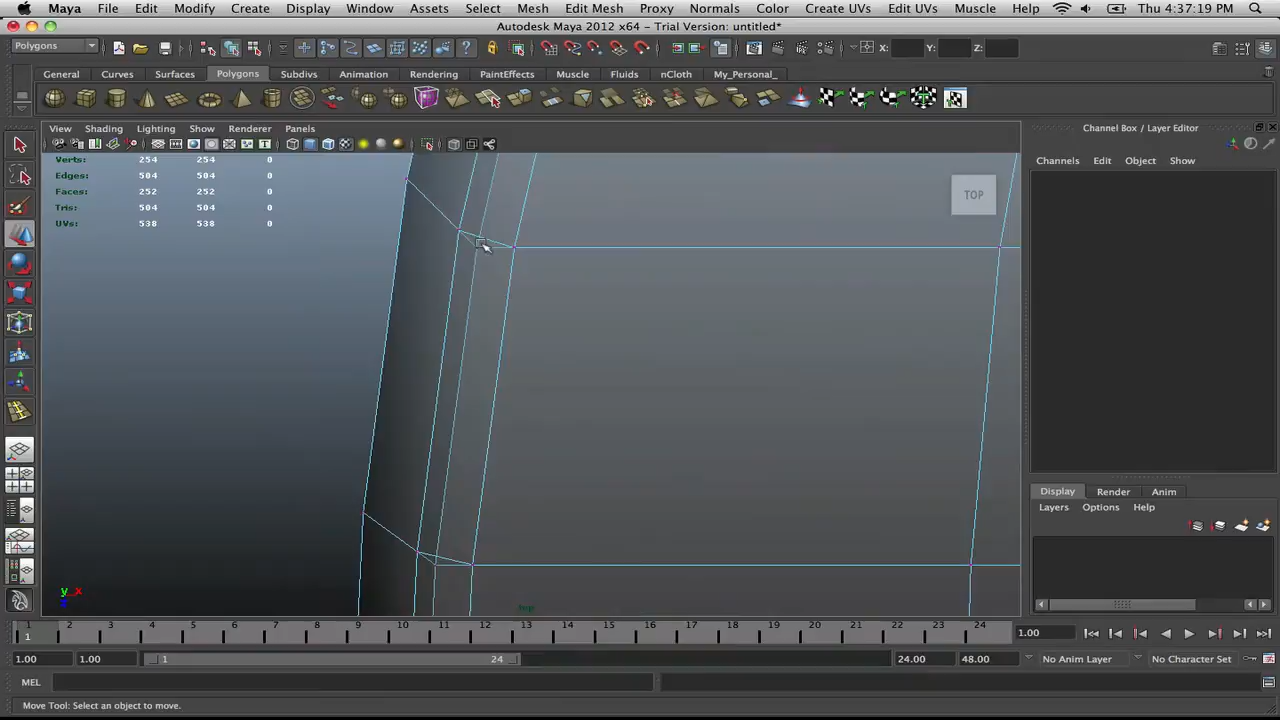 Maya File Edit Modify Create Display Window Assets Select Mesh Edit Mesh Proxy Normals Color Create UVs Edit UVs Muscle Help Thu 4:37:19 PM
Autodesk Maya 2012 x64 - Trial Version: untitled*
Polygons X: Y: Z:
General Curves Surfaces Polygons Subdivs Animation Rendering PaintEffects Muscle Fluids nCloth My_Personal_
View Shading Lighting Show Renderer Panels
Channel Box / Layer Editor
Channels Edit Object Show
Verts: 254 254 0
Edges: 504 504 0
Faces: 252 252 0
Tris: 504 504 0
UVs: 538 538 0
TOP
Display Render Anim
Layers Options Help
y x
z
top
1 2 3 4 5 6 7 8 9 10 11 12 13 14 15 16 17 18 19 20 21 22 23 24
1 1.00
1.00 1.00 1 24 24.00 48.00 No Anim Layer No Character Set
MEL
Move Tool: Select an object to move.